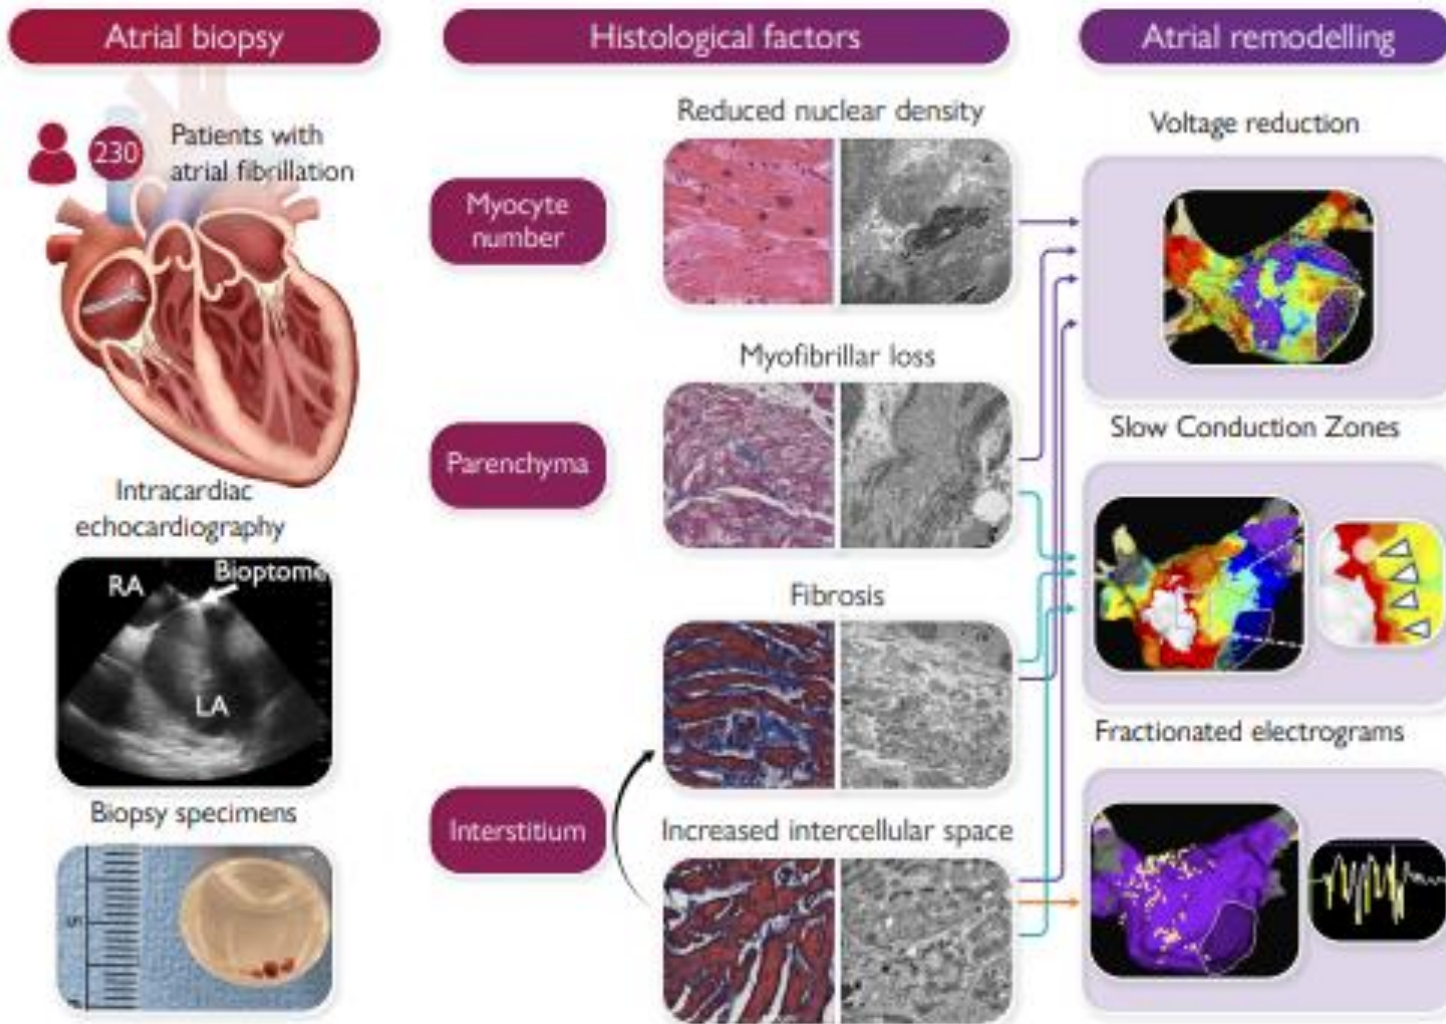 Atrial biopsy
230
Patients with
atrial fibrillation
Intracardiac
echocardiography
RA
Bioptome
LA
Biopsy specimens
5
Histological factors
Myocyte
number
Reduced nuclear density
Parenchyma
Myofibrillar loss
Fibrosis
Interstitium
Increased intercellular space
Atrial remodelling
Voltage reduction
Slow Conduction Zones
Fractionated electrograms